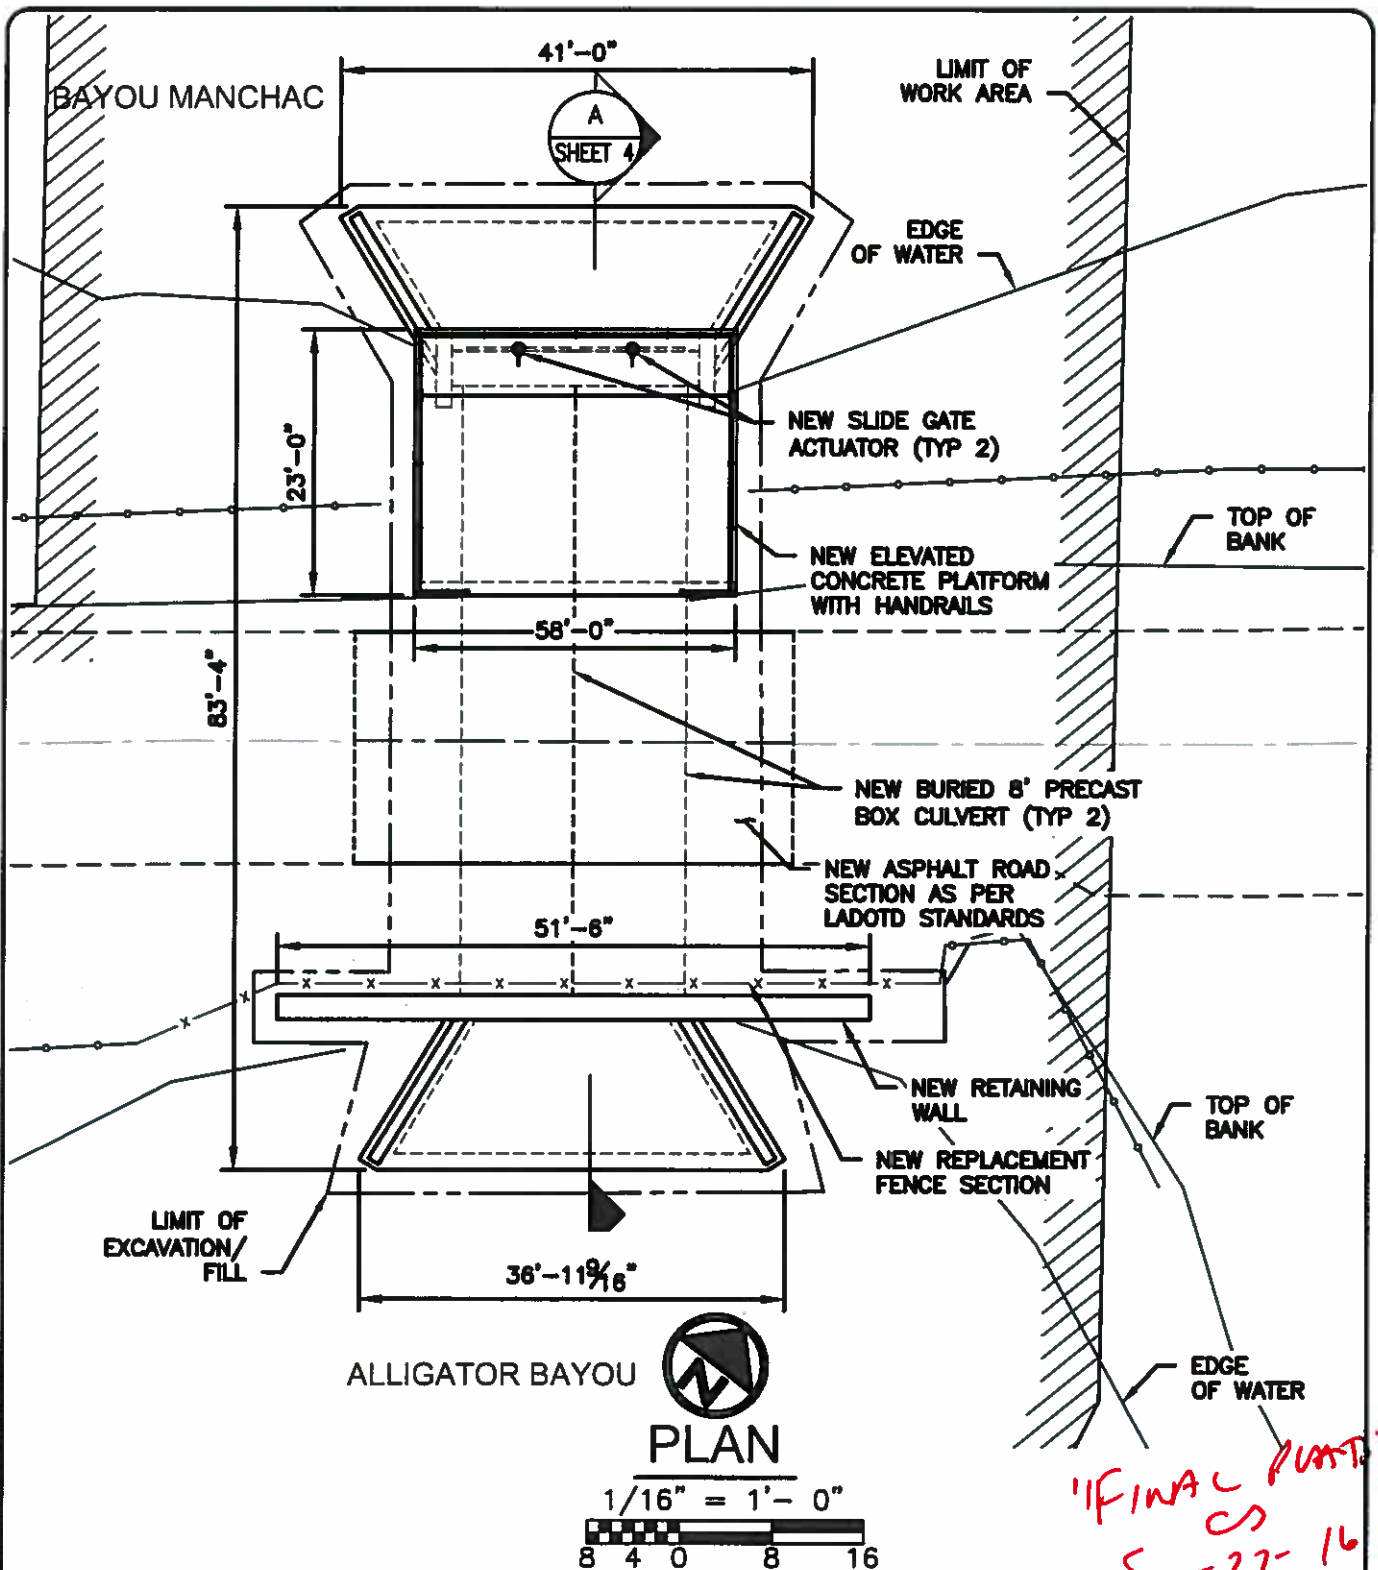 41'-0"
BAYOU MANCHAC
LIMIT OF
WORK AREA
A
SHEET 4
EDGE
OF WATER
23'-0"
NEW SLIDE GATE
ACTUATOR (TYP 2)
TOP OF
BANK
NEW ELEVATED
CONCRETE PLATFORM
WITH HANDRAILS
58'-0"
83'-4"
NEW BURIED 8' PRECAST
BOX CULVERT (TYP 2)
NEW ASPHALT ROAD
SECTION AS PER
LADOTD STANDARDS
51'-6"
NEW RETAINING
WALL
TOP OF
BANK
NEW REPLACEMENT
FENCE SECTION
LIMIT OF
EXCAVATION/
FILL
36'-11 9/16"
ALLIGATOR BAYOU
N
EDGE
OF WATER
PLAN
1/16" = 1'- 0"
8 4 0 8 16
"FINAL
CS
-22- 16